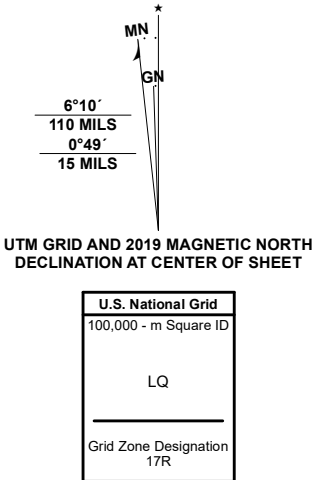 ★
MN
GN
6°10´
110 MILS
0°49´
15 MILS
UTM GRID AND 2019 MAGNETIC NORTH
DECLINATION AT CENTER OF SHEET
U.S. National Grid
100,000 - m Square ID
LQ
Grid Zone Designation
17R